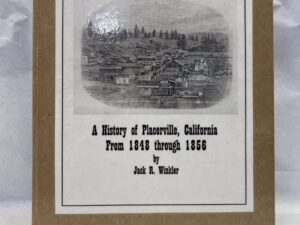 A History of Placerville, California
From 1848 through 1856
by
Jack R. Winkler